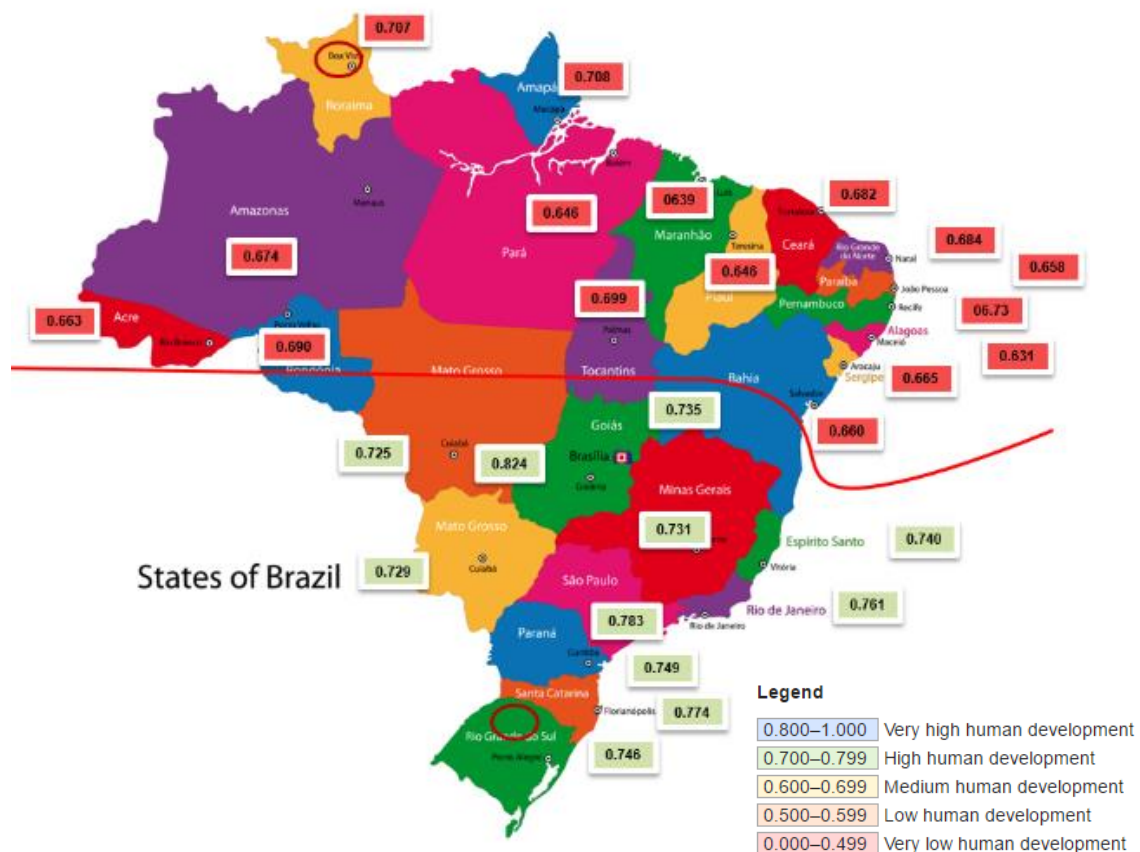 0.707
Boa Vista
Roraima
0.708
Amapá
Macapá
Belém
Amazonas
Manaus
0.674
0.646
Pará
0639
Luis
Maranhão
Teresina
0.646
Piauí
0.682
Fortaleza
Ceará
Rio Grande
do Norte
Natal
0.684
0.658
Paraíba
João Pessoa
Pernambuco
Recife
06.73
Alagoas
Maceió
0.631
Aracaju
Sergipe
0.665
0.663
Acre
Rio Branco
Porto Velho
0.690
Rondônia
Mato Grosso
0.699
Palmas
Tocantins
Bahia
Salvador
0.660
0.735
Goiás
Brasília
Goiânia
0.725
Cuiabá
0.824
Minas Gerais
0.731
Espírito Santo
0.740
Vitória
Mato Grosso
Cuiabá
0.729
States of Brazil
São Paulo
0.783
Rio de Janeiro
0.761
Rio de Janeiro
Paraná
Curitiba
0.749
Santa Catarina
Florianópolis
0.774
Rio Grande do Sul
Porto Alegre
0.746
Legend
0.800–1.000 Very high human development
0.700–0.799 High human development
0.600–0.699 Medium human development
0.500–0.599 Low human development
0.000–0.499 Very low human development